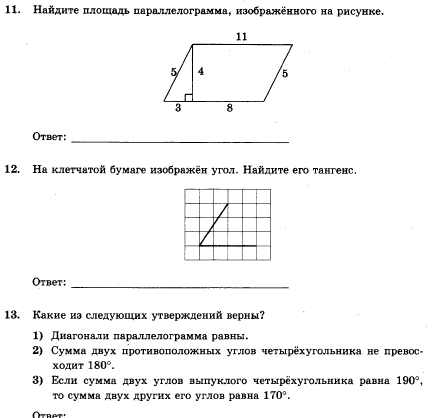 11. Найдите площадь параллелограмма, изображённого на рисунке.
11
5
4
5
3
8
Ответ:
12. На клетчатой бумаге изображён угол. Найдите его тангенс.
Ответ:
13. Какие из следующих утверждений верны?
1) Диагонали параллелограмма равны.
2) Сумма двух противоположных углов четырёхугольника не превос-
ходит 180°.
3) Если сумма двух углов выпуклого четырёхугольника равна 190°,
то сумма двух других его углов равна 170°.
Ответ: